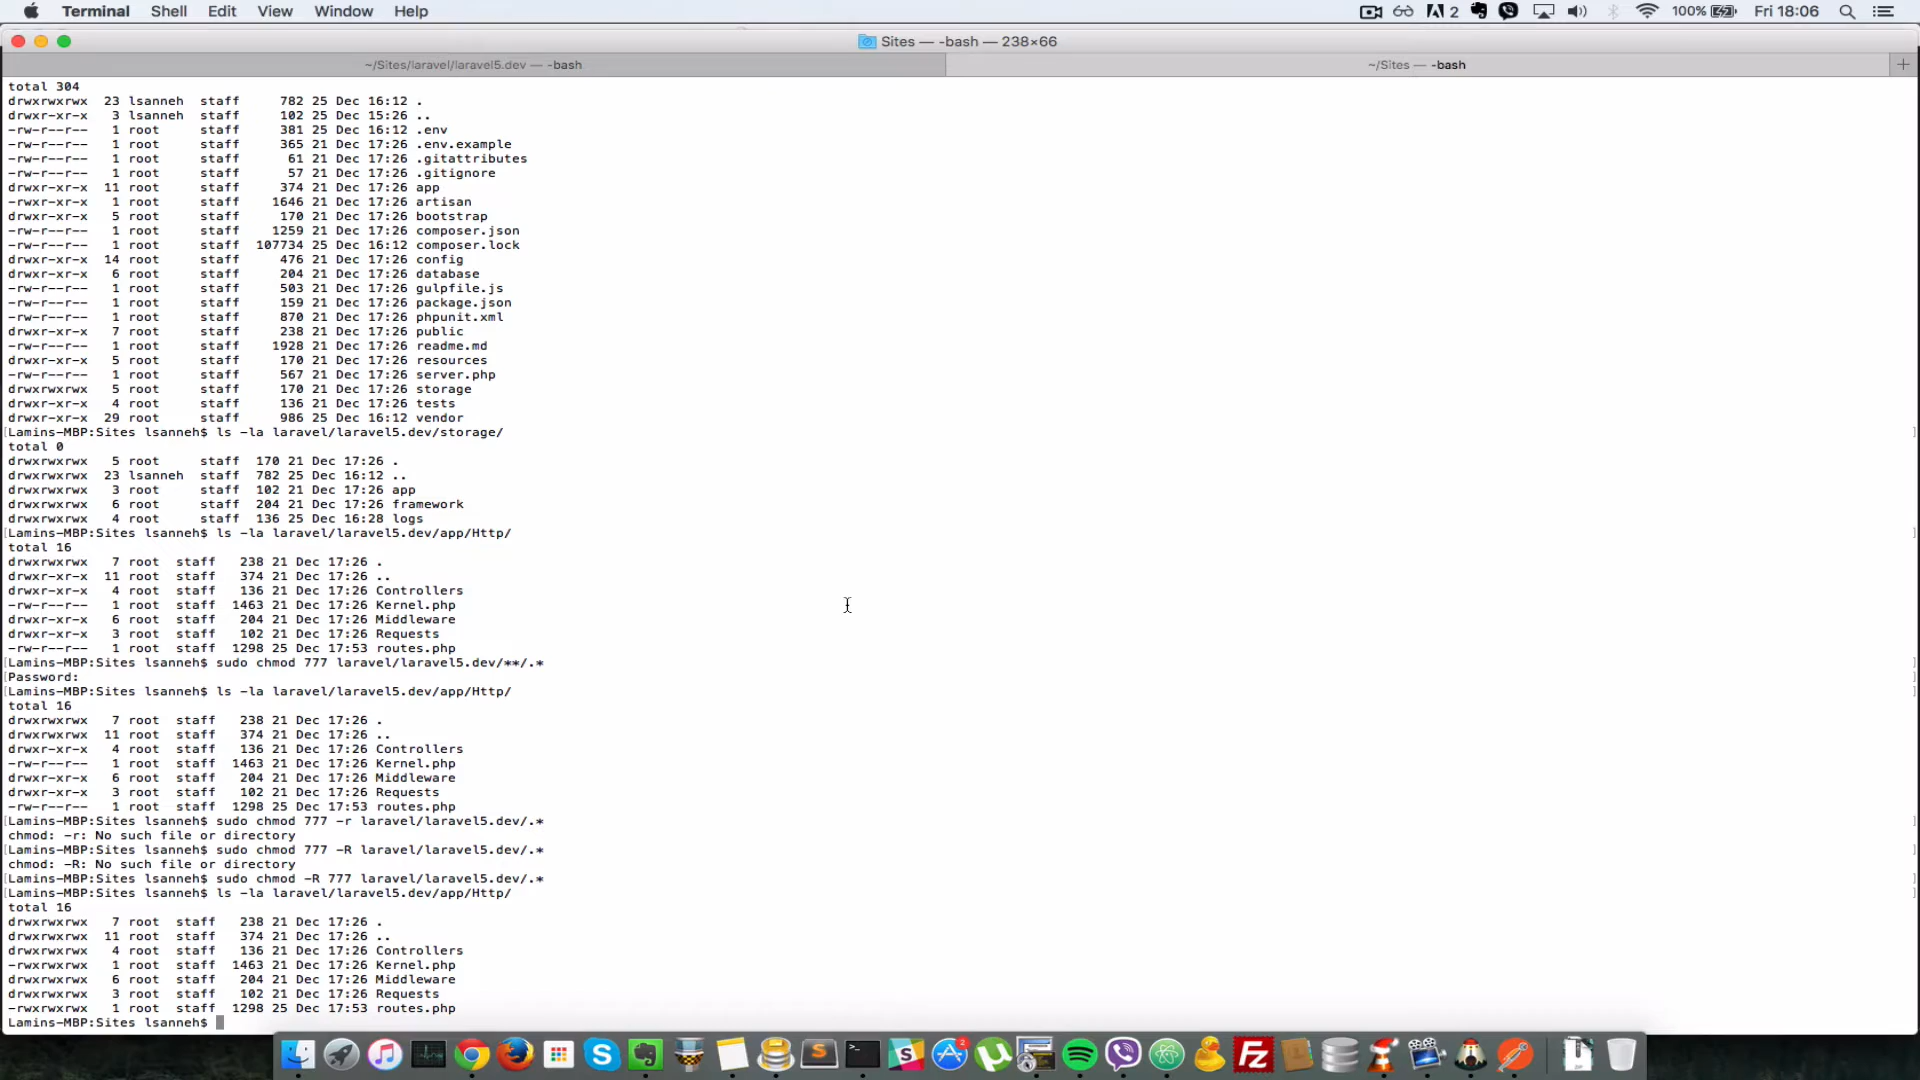 Terminal Shell Edit View Window Help 2 100% Fri 18:06
Sites — -bash — 238×66
~/Sites/laravel/laravel5.dev — -bash ~/Sites — -bash
total 304
drwxrwxrwx 23 lsanneh staff 782 25 Dec 16:12 .
drwxr-xr-x 3 lsanneh staff 102 25 Dec 15:26 ..
-rw-r--r-- 1 root staff 381 25 Dec 16:12 .env
-rw-r--r-- 1 root staff 365 21 Dec 17:26 .env.example
-rw-r--r-- 1 root staff 61 21 Dec 17:26 .gitattributes
-rw-r--r-- 1 root staff 57 21 Dec 17:26 .gitignore
drwxr-xr-x 11 root staff 374 21 Dec 17:26 app
-rw-r--r-- 1 root staff 1646 21 Dec 17:26 artisan
drwxr-xr-x 5 root staff 170 21 Dec 17:26 bootstrap
-rw-r--r-- 1 root staff 1259 21 Dec 17:26 composer.json
-rw-r--r-- 1 root staff 107734 25 Dec 16:12 composer.lock
drwxr-xr-x 14 root staff 476 21 Dec 17:26 config
drwxr-xr-x 6 root staff 204 21 Dec 17:26 database
-rw-r--r-- 1 root staff 503 21 Dec 17:26 gulpfile.js
-rw-r--r-- 1 root staff 159 21 Dec 17:26 package.json
-rw-r--r-- 1 root staff 870 21 Dec 17:26 phpunit.xml
drwxr-xr-x 7 root staff 238 21 Dec 17:26 public
-rw-r--r-- 1 root staff 1928 21 Dec 17:26 readme.md
drwxr-xr-x 5 root staff 170 21 Dec 17:26 resources
-rw-r--r-- 1 root staff 567 21 Dec 17:26 server.php
drwxrwxrwx 5 root staff 170 21 Dec 17:26 storage
drwxr-xr-x 4 root staff 136 21 Dec 17:26 tests
drwxr-xr-x 29 root staff 986 25 Dec 16:12 vendor
[Lamins-MBP:Sites lsanneh$ ls -la laravel/laravel5.dev/storage/ ]
total 0
drwxrwxrwx 5 root staff 170 21 Dec 17:26 .
drwxrwxrwx 23 lsanneh staff 782 25 Dec 16:12 ..
drwxrwxrwx 3 root staff 102 21 Dec 17:26 app
drwxrwxrwx 6 root staff 204 21 Dec 17:26 framework
drwxrwxrwx 4 root staff 136 25 Dec 16:28 logs
[Lamins-MBP:Sites lsanneh$ ls -la laravel/laravel5.dev/app/Http/ ]
total 16
drwxrwxrwx 7 root staff 238 21 Dec 17:26 .
drwxr-xr-x 11 root staff 374 21 Dec 17:26 ..
drwxr-xr-x 4 root staff 136 21 Dec 17:26 Controllers
-rw-r--r-- 1 root staff 1463 21 Dec 17:26 Kernel.php
drwxr-xr-x 6 root staff 204 21 Dec 17:26 Middleware
drwxr-xr-x 3 root staff 102 21 Dec 17:26 Requests
-rw-r--r-- 1 root staff 1298 25 Dec 17:53 routes.php
[Lamins-MBP:Sites lsanneh$ sudo chmod 777 laravel/laravel5.dev/**/.* ]
[Password: ]
[Lamins-MBP:Sites lsanneh$ ls -la laravel/laravel5.dev/app/Http/ ]
total 16
drwxrwxrwx 7 root staff 238 21 Dec 17:26 .
drwxrwxrwx 11 root staff 374 21 Dec 17:26 ..
drwxr-xr-x 4 root staff 136 21 Dec 17:26 Controllers
-rw-r--r-- 1 root staff 1463 21 Dec 17:26 Kernel.php
drwxr-xr-x 6 root staff 204 21 Dec 17:26 Middleware
drwxr-xr-x 3 root staff 102 21 Dec 17:26 Requests
-rw-r--r-- 1 root staff 1298 25 Dec 17:53 routes.php
[Lamins-MBP:Sites lsanneh$ sudo chmod 777 -r laravel/laravel5.dev/.* ]
chmod: -r: No such file or directory
[Lamins-MBP:Sites lsanneh$ sudo chmod 777 -R laravel/laravel5.dev/.* ]
chmod: -R: No such file or directory
[Lamins-MBP:Sites lsanneh$ sudo chmod -R 777 laravel/laravel5.dev/.* ]
[Lamins-MBP:Sites lsanneh$ ls -la laravel/laravel5.dev/app/Http/ ]
total 16
drwxrwxrwx 7 root staff 238 21 Dec 17:26 .
drwxrwxrwx 11 root staff 374 21 Dec 17:26 ..
drwxrwxrwx 4 root staff 136 21 Dec 17:26 Controllers
-rwxrwxrwx 1 root staff 1463 21 Dec 17:26 Kernel.php
drwxrwxrwx 6 root staff 204 21 Dec 17:26 Middleware
drwxrwxrwx 3 root staff 102 21 Dec 17:26 Requests
-rwxrwxrwx 1 root staff 1298 25 Dec 17:53 routes.php
Lamins-MBP:Sites lsanneh$